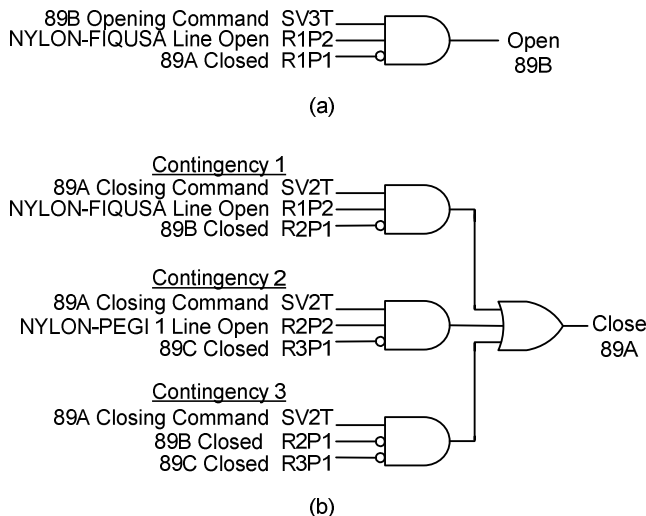 89B Opening Command SV3T
NYLON-FIQUSA Line Open R1P2
89A Closed R1P1
Open
89B
(a)
Contingency 1
89A Closing Command SV2T
NYLON-FIQUSA Line Open R1P2
89B Closed R2P1
Contingency 2
89A Closing Command SV2T
NYLON-PEGI 1 Line Open R2P2
89C Closed R3P1
Close
89A
Contingency 3
89A Closing Command SV2T
89B Closed R2P1
89C Closed R3P1
(b)